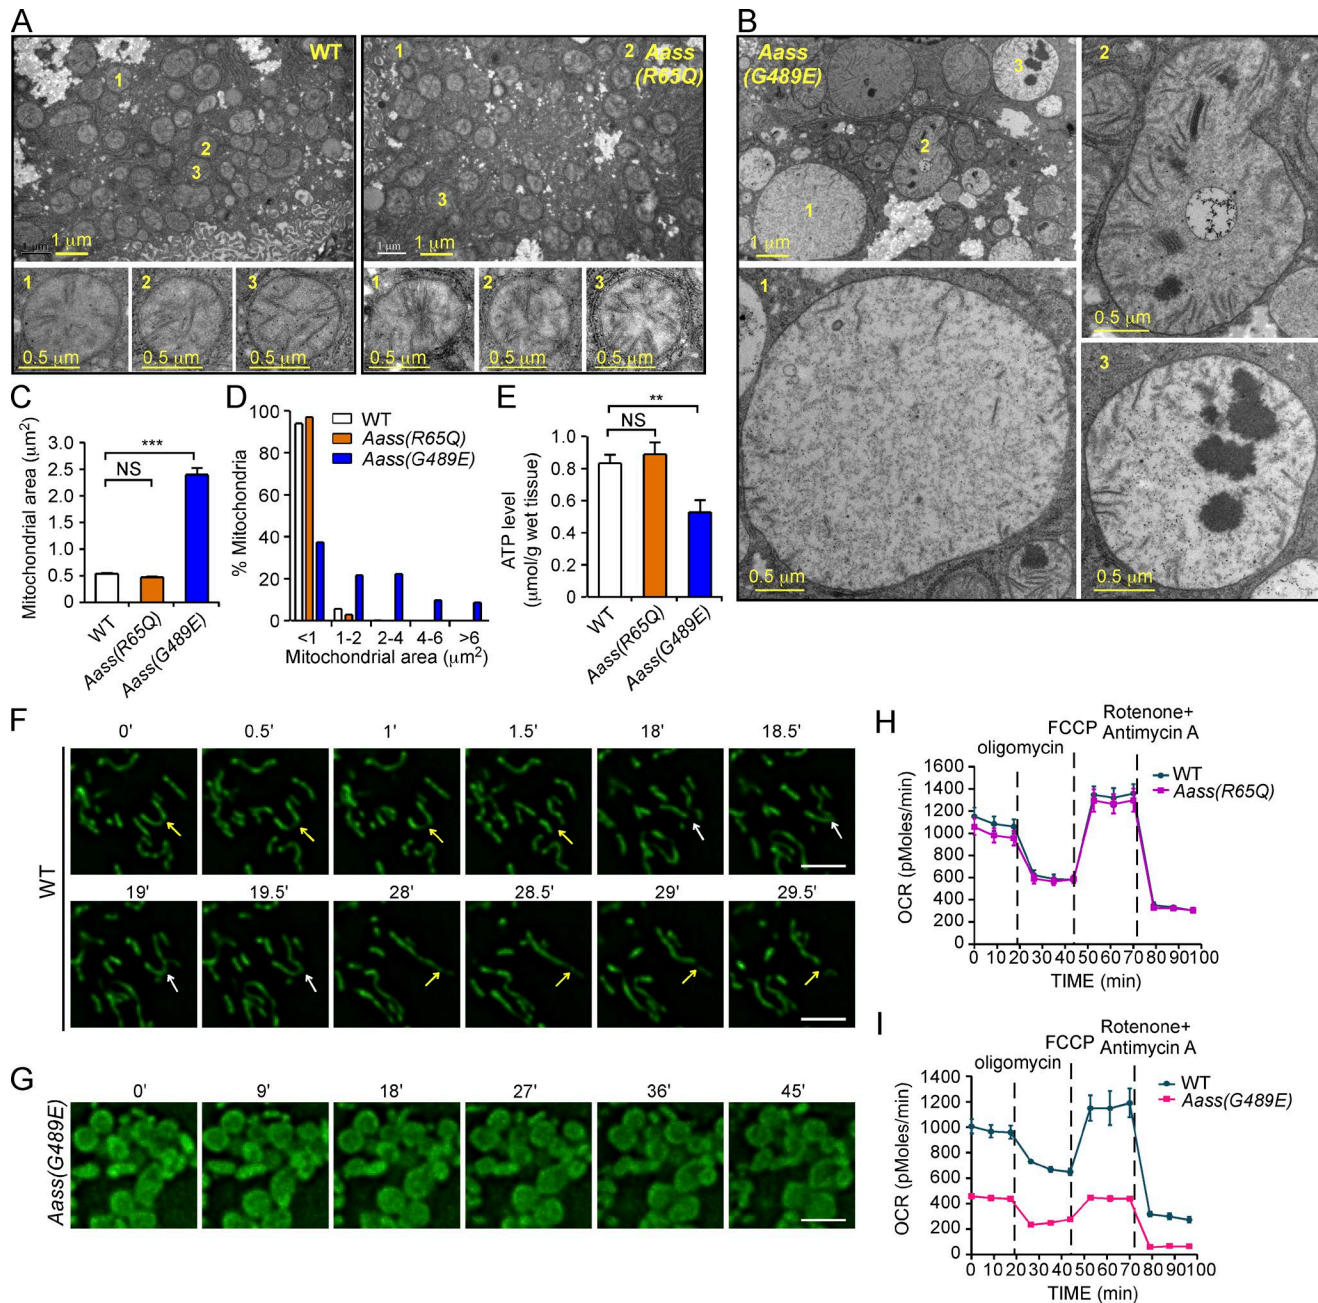 A
WT
1
2
3
1 μm
1 μm
1
2
3
0.5 μm
0.5 μm
0.5 μm
Aass
(R65Q)
1
2
3
1 μm
1 μm
1
2
3
0.5 μm
0.5 μm
0.5 μm
B
Aass
(G489E)
1
2
3
1 μm
2
0.5 μm
1
0.5 μm
3
0.5 μm
C
Mitochondrial area (μm²)
3.0
2.5
2.0
1.5
1.0
0.5
0
***
NS
WT
Aass(R65Q)
Aass(G489E)
D
% Mitochondria
100
80
60
40
20
0
WT
Aass(R65Q)
Aass(G489E)
<1 1-2 2-4 4-6 >6
Mitochondrial area (μm²)
E
ATP level
(μmol/g wet tissue)
1.0
0.8
0.6
0.4
0.2
0
**
NS
WT
Aass(R65Q)
Aass(G489E)
F
WT
0' 0.5' 1' 1.5' 18' 18.5'
19' 19.5' 28' 28.5' 29' 29.5'
G
Aass(G489E)
0' 9' 18' 27' 36' 45'
H
oligomycin
FCCP
Rotenone+
Antimycin A
WT
Aass(R65Q)
OCR (pMoles/min)
1600
1400
1200
1000
800
600
400
200
0
0 10 20 30 40 50 60 70 80 90 100
TIME (min)
I
oligomycin
FCCP
Rotenone+
Antimycin A
WT
Aass(G489E)
OCR (pMoles/min)
1400
1200
1000
800
600
400
200
0
0 10 20 30 40 50 60 70 80 90 100
TIME (min)